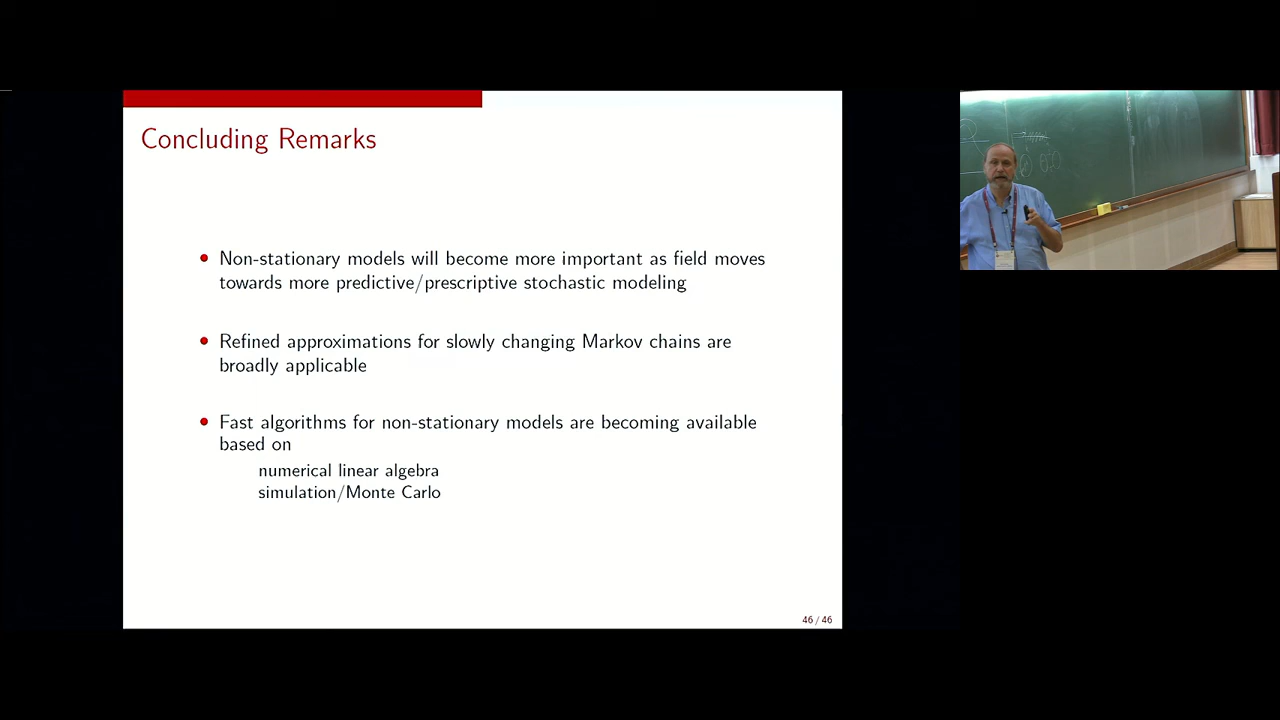 Concluding Remarks
Non-stationary models will become more important as field moves
towards more predictive/prescriptive stochastic modeling
Refined approximations for slowly changing Markov chains are
broadly applicable
Fast algorithms for non-stationary models are becoming available
based on
numerical linear algebra
simulation/Monte Carlo
46 / 46